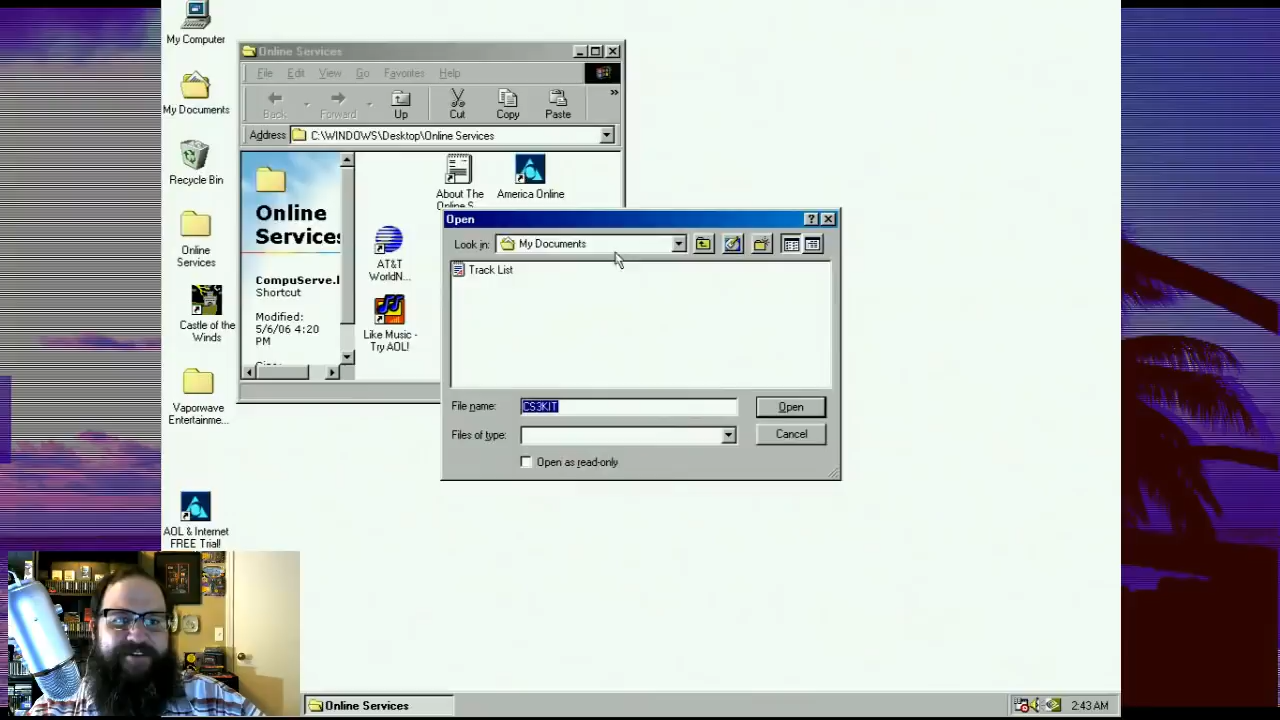 My Computer
My Documents
Recycle Bin
Online
Services
Castle of the
Winds
Vaporwave
Entertainme...
AOL & Internet
FREE Trial!
Online Services
File Edit View Go Favorites Help
Back Forward Up Cut Copy Paste »
Address C:\WINDOWS\Desktop\Online Services
Online
Services
CompuServe.l
Shortcut
Modified:
5/6/06 4:20
PM
About The
Online S...
America Online
AT&T
WorldN...
Like Music -
Try AOL!
Open
Look in: My Documents
Track List
File name: CS3KIT Open
Files of type: Cancel
Open as read-only
Online Services
2:43 AM